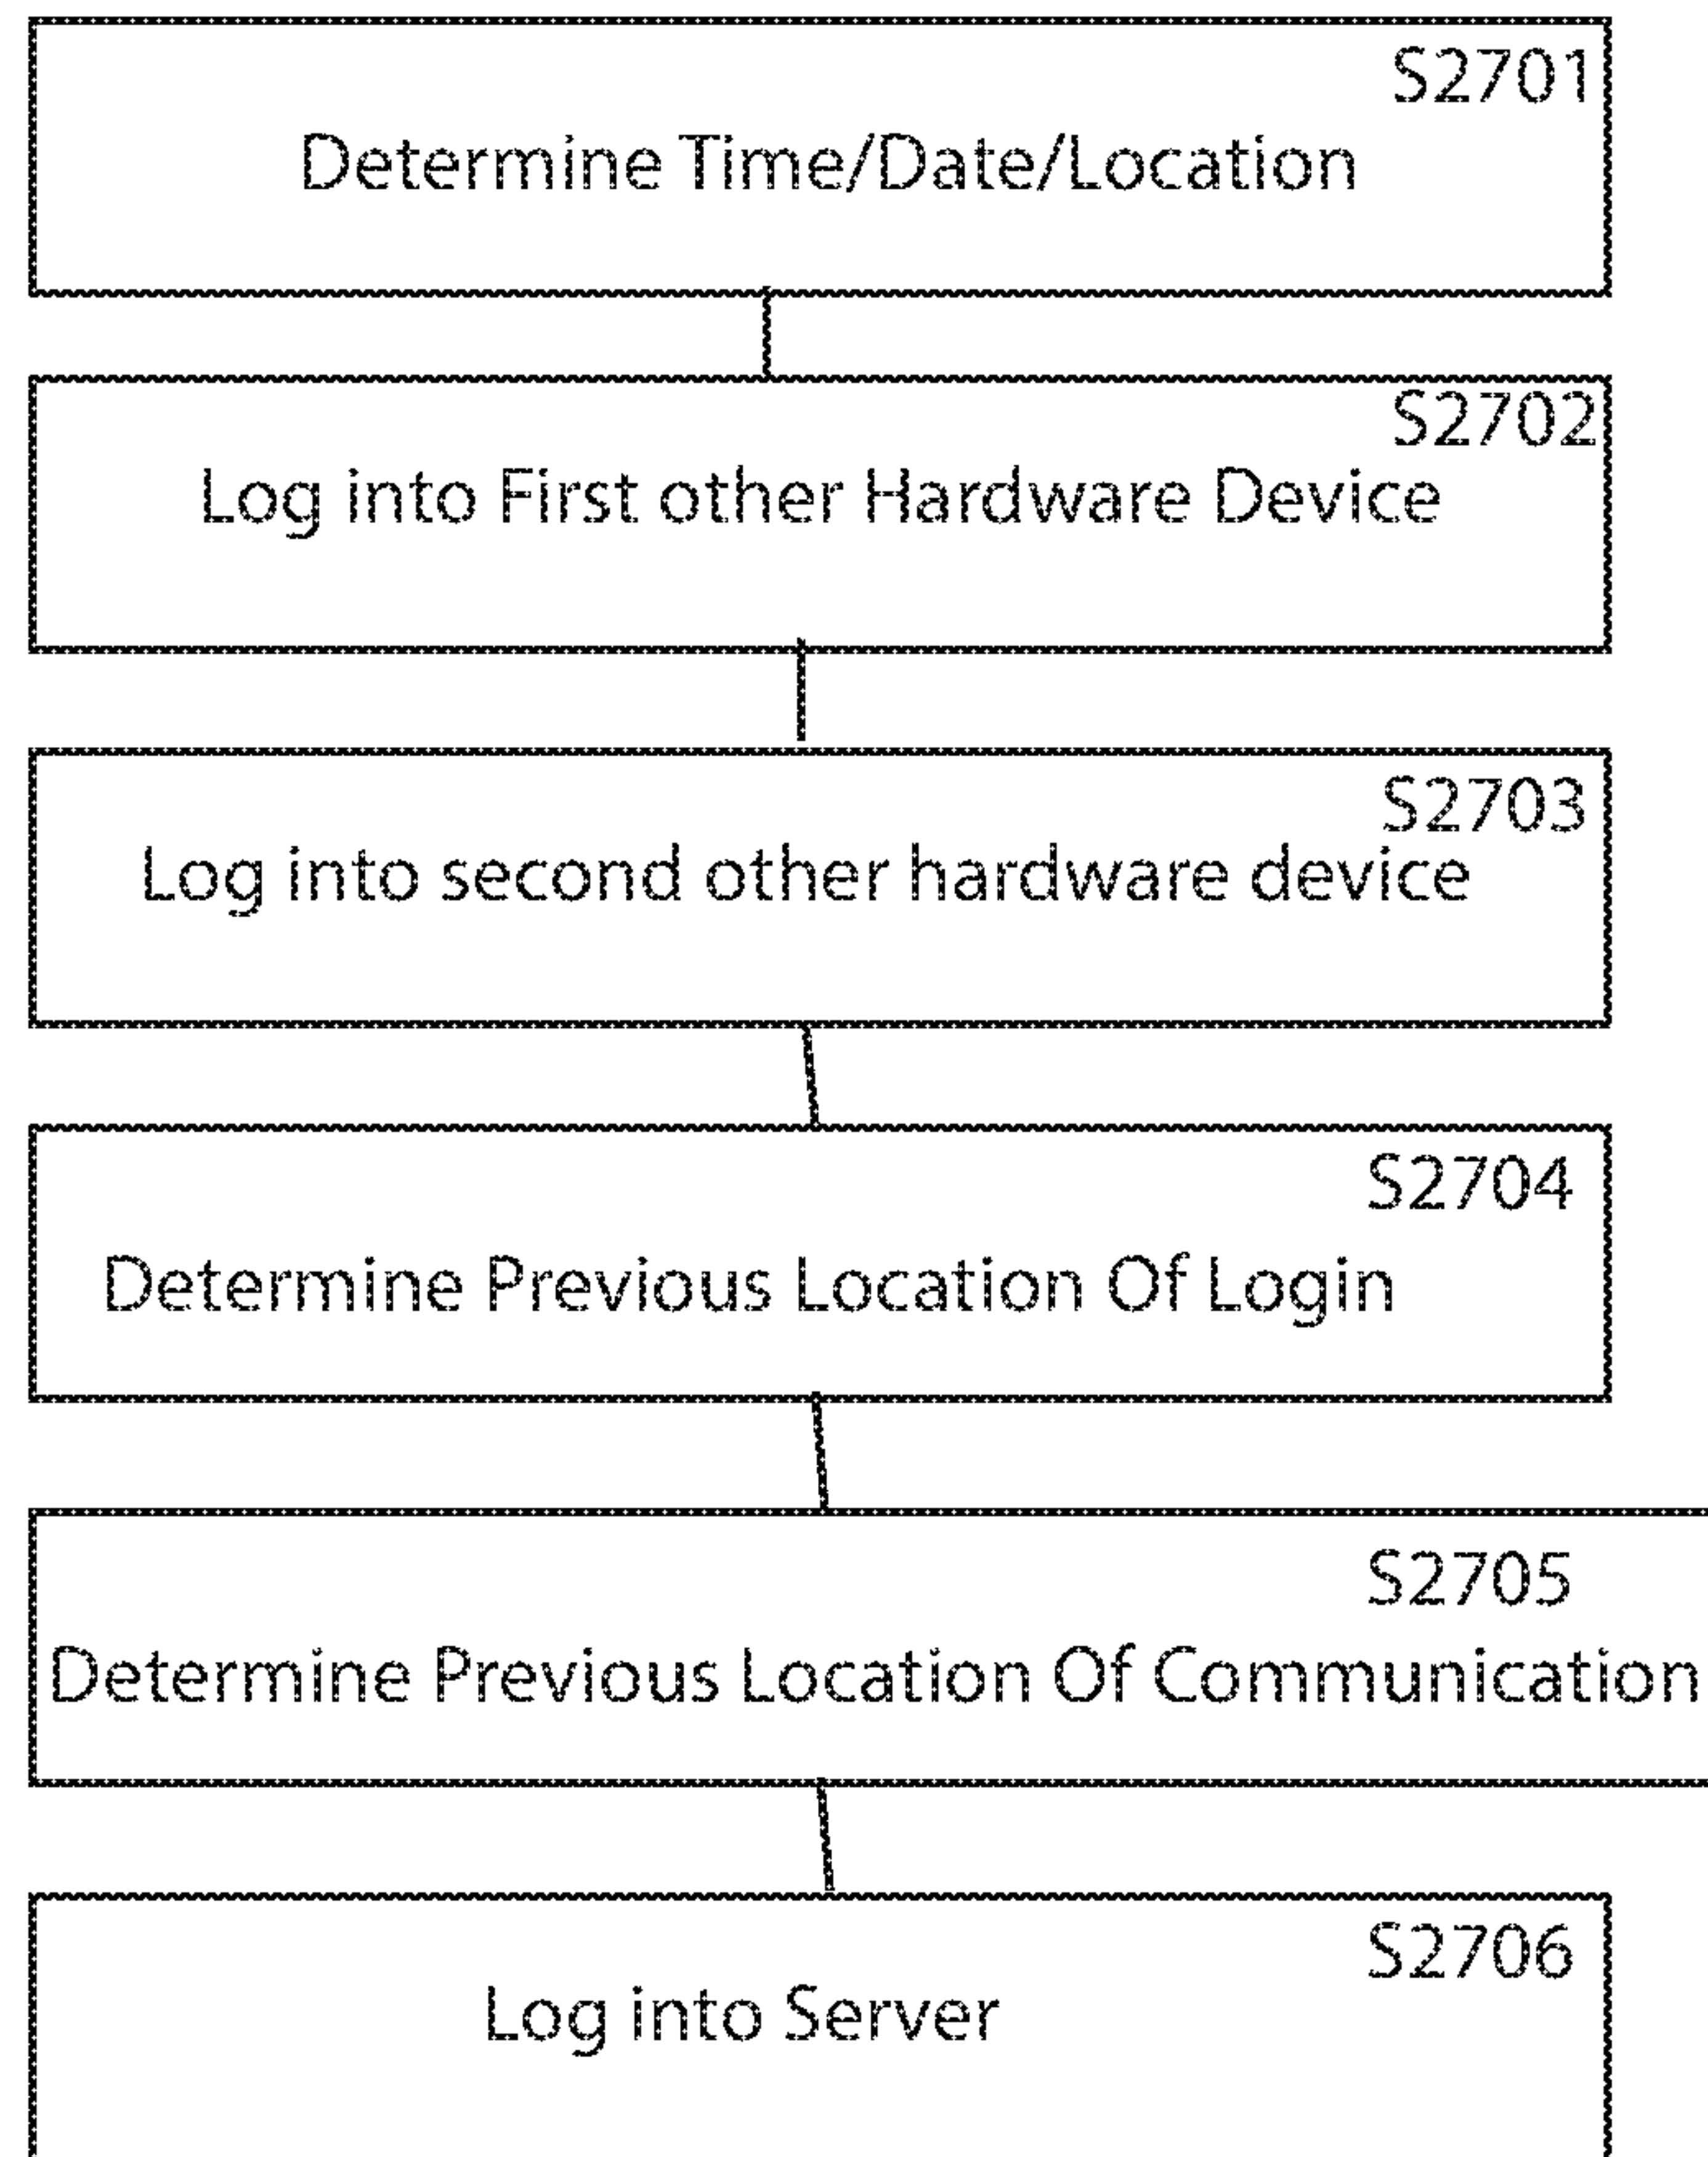 S2701
Determine Time/Date/Location
S2702
Log into First other Hardware Device
S2703
Log into second other hardware device
S2704
Determine Previous Location Of Login
S2705
Determine Previous Location Of Communication
S2706
Log into Server